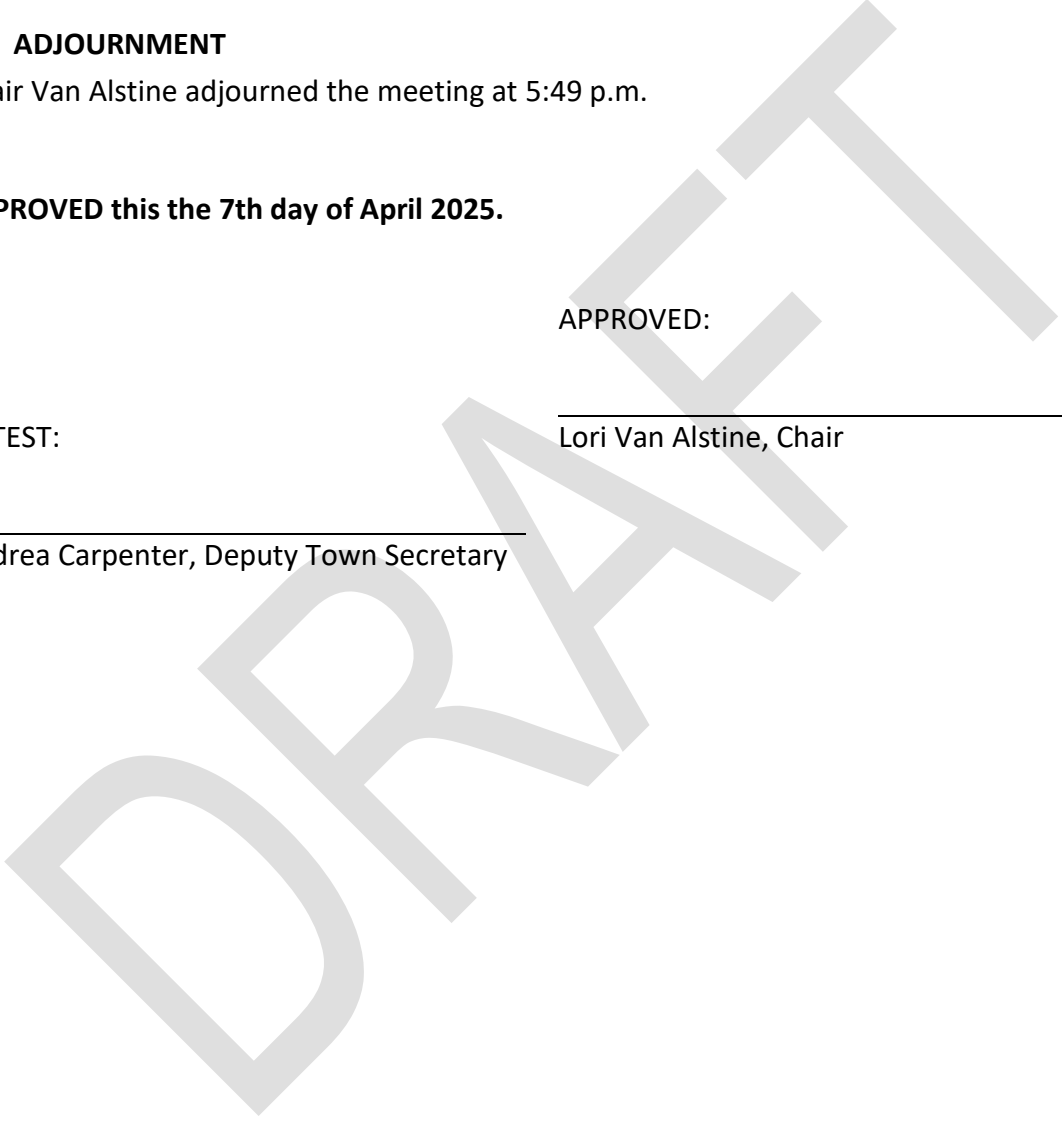 ADJOURNMENT
air Van Alstine adjourned the meeting at 5:49 p.m.
PROVED this the 7th day of April 2025.
APPROVED:
TEST:
Lori Van Alstine, Chair
drea Carpenter, Deputy Town Secretary
DRAFT